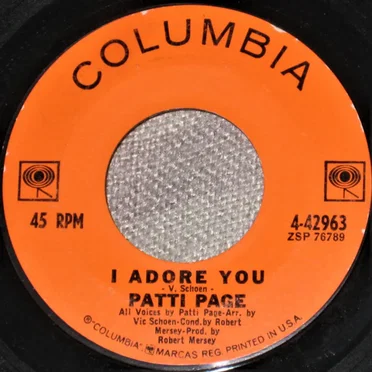 COLUMBIA
45 RPM
4-42963
ZSP 76789
I ADORE YOU
- V. Schoen -
PATTI PAGE
All Voices by Patti Page-Arr. by
Vic Schoen-Cond.by Robert
Mersey-Prod. by
Robert Mersey
®"COLUMBIA" Ⓜ MARCAS REG. PRINTED IN U.S.A.